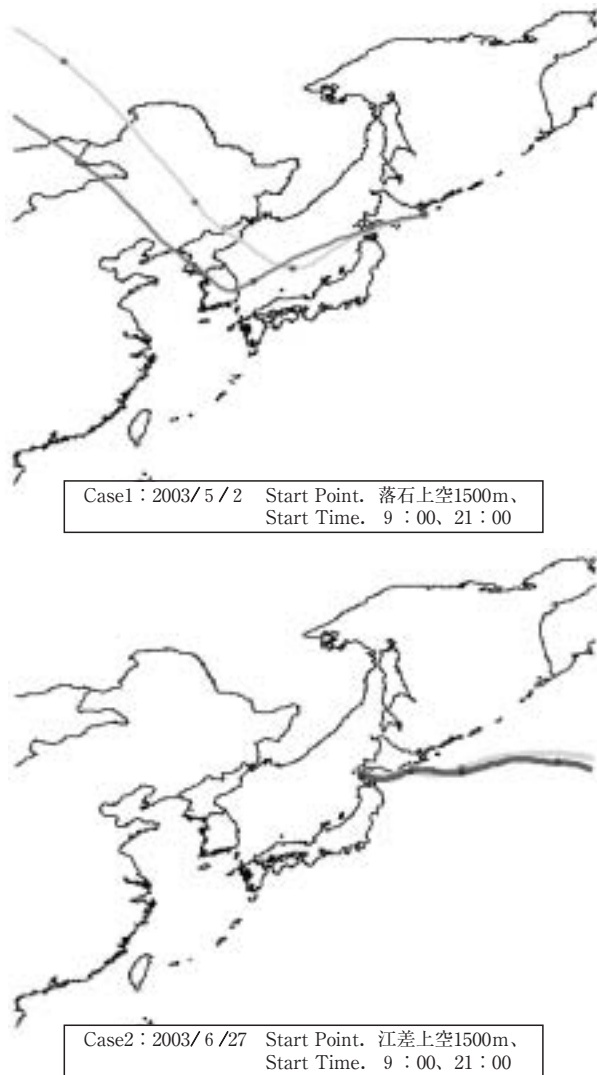 Case1：2003/5/2 Start Point. 落石上空1500m、
Start Time. 9：00、21：00
Case2：2003/6/27 Start Point. 江差上空1500m、
Start Time. 9：00、21：00